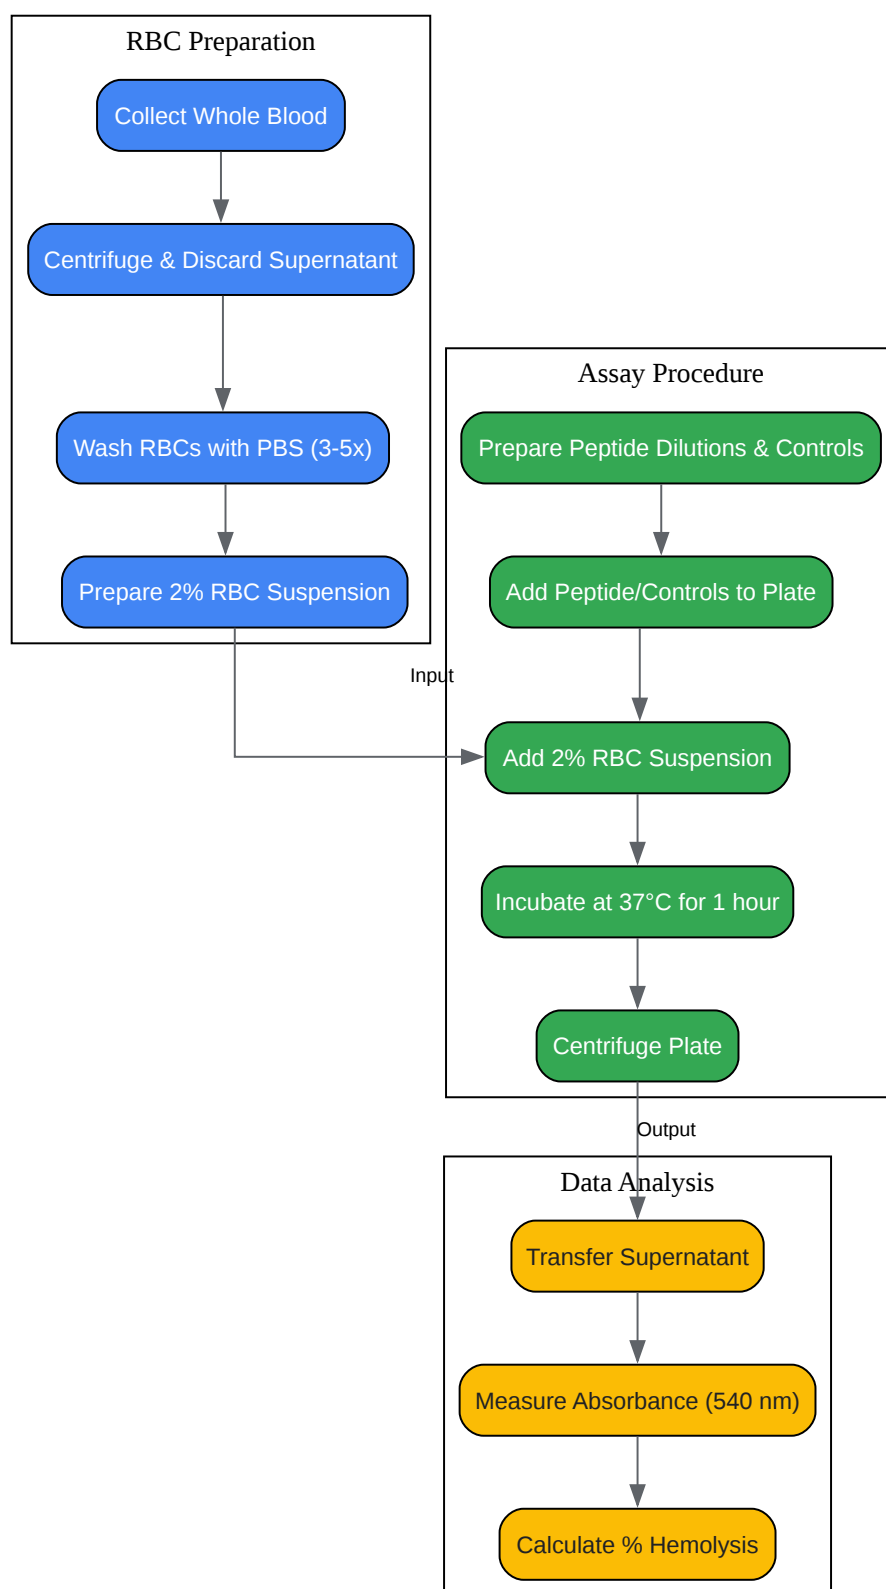 RBC Preparation
Collect Whole Blood
Centrifuge & Discard Supernatant
Wash RBCs with PBS (3-5x)
Prepare 2% RBC Suspension
Input
Assay Procedure
Prepare Peptide Dilutions & Controls
Add Peptide/Controls to Plate
Add 2% RBC Suspension
Incubate at 37°C for 1 hour
Centrifuge Plate
Output
Data Analysis
Transfer Supernatant
Measure Absorbance (540 nm)
Calculate % Hemolysis